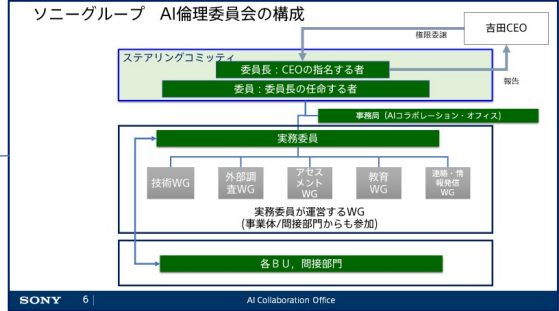 ソニーグループ AI倫理委員会の構成
吉田CEO
権限委譲
報告
ステアリングコミッティ
委員長：CEOの指名する者
委員：委員長の任命する者
事務局（AIコラボレーション・オフィス）
実務委員
技術WG
外部調
査WG
アセス
メント
WG
教育
WG
連絡・情
報発信
WG
実務委員が運営するWG
(事業体/間接部門からも参加)
各BU，間接部門
SONY 6 AI Collaboration Office